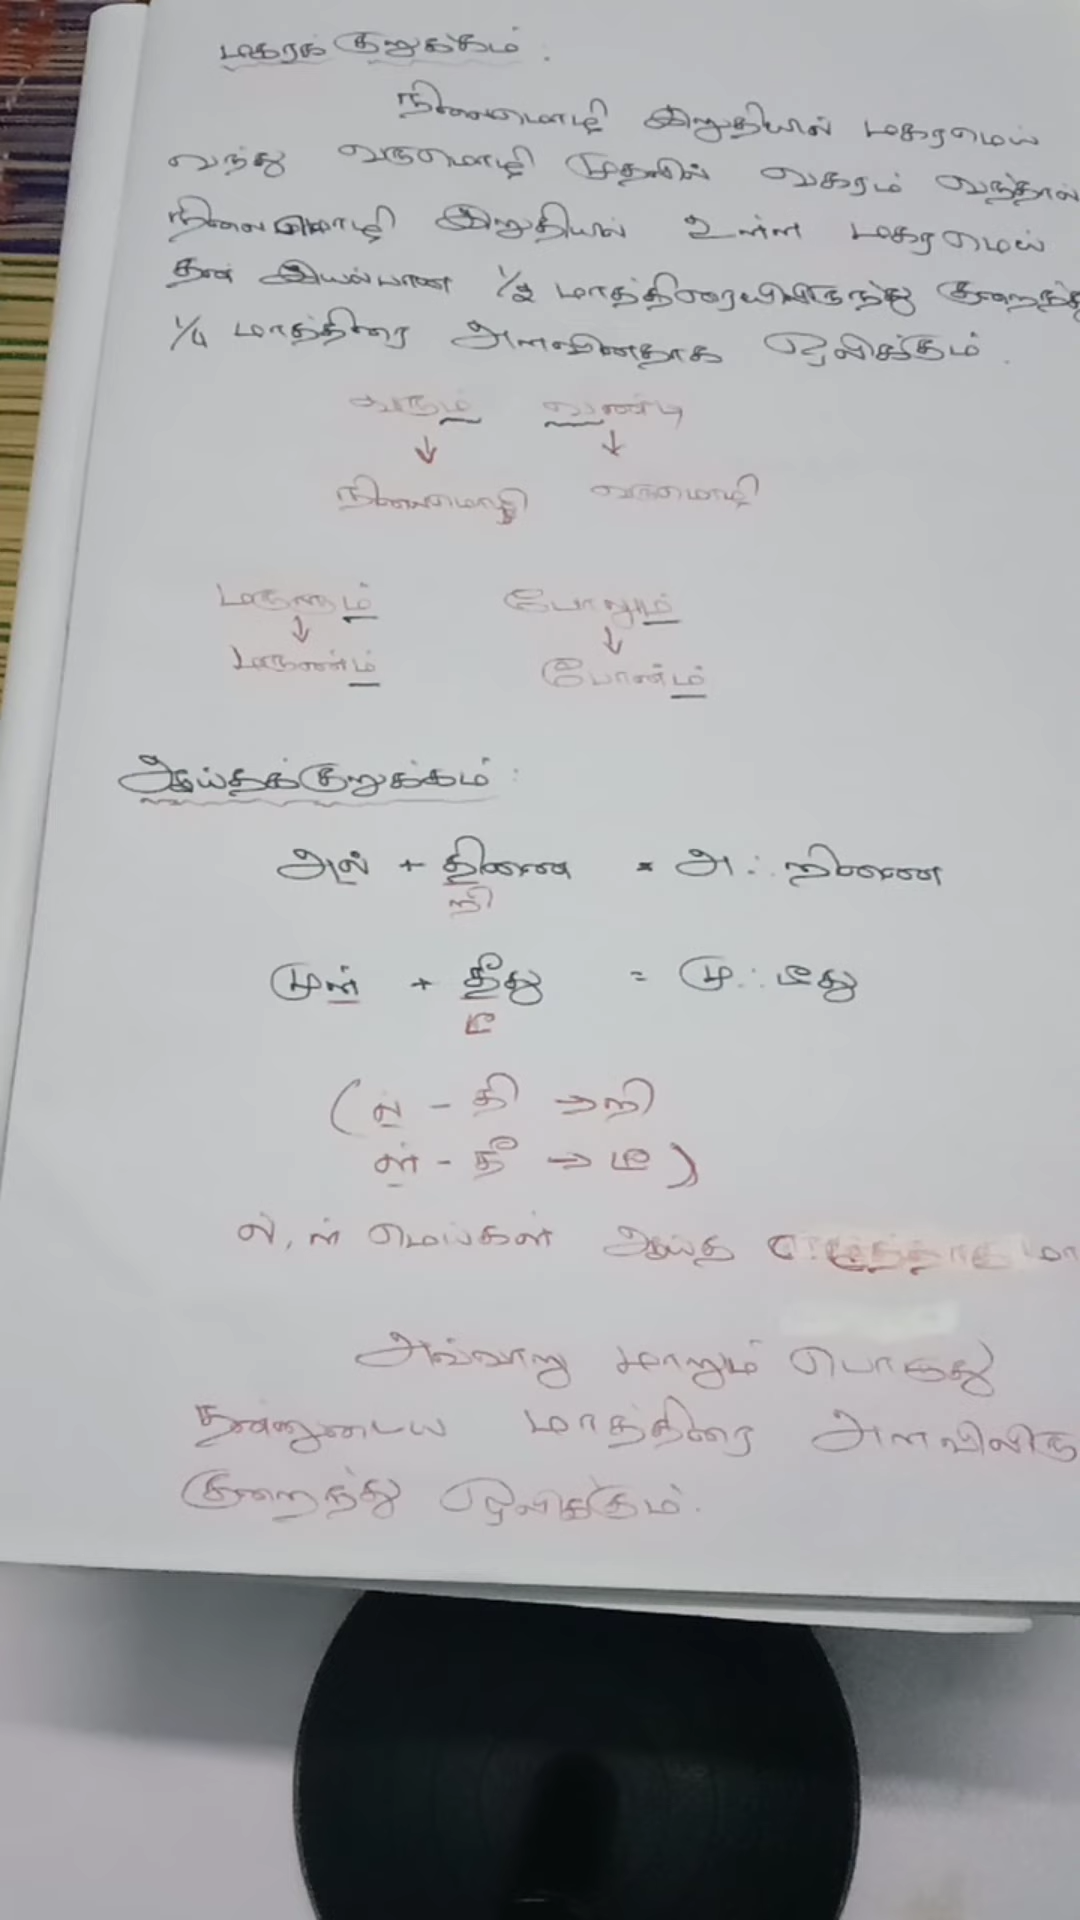 மகரக் குறுக்கம் :
நிலைமொழி இறுதியில் மகரமெய்
வந்து வருமொழி முதலில் வகரம் வந்தால்
நிலைமொழி இறுதியில் உள்ள மகரமெய்
தன் இயல்பான 1/2 மாத்திரையிலிருந்து குறைந்து
1/4 மாத்திரை அளவினதாக ஒலிக்கும் .
வரும் வண்டி
↓ ↓
நிலைமொழி வருமொழி
மருளும் போலும்
↓ ↓
மருண்ம் போன்ம்
ஆய்தக்குறுக்கம் :
அல் + திணை = அஃறிணை
றி
முள் + தீது = முஃடீது
டீ
(ல் - தி → றி
ள் - தீ → டீ)
ல், ள் மெய்கள் ஆய்த
அவ்வாறு மாறும் பொழுது
தன்னுடைய மாத்திரை அளவிலிரு
குறைந்து ஒலிக்கும்.